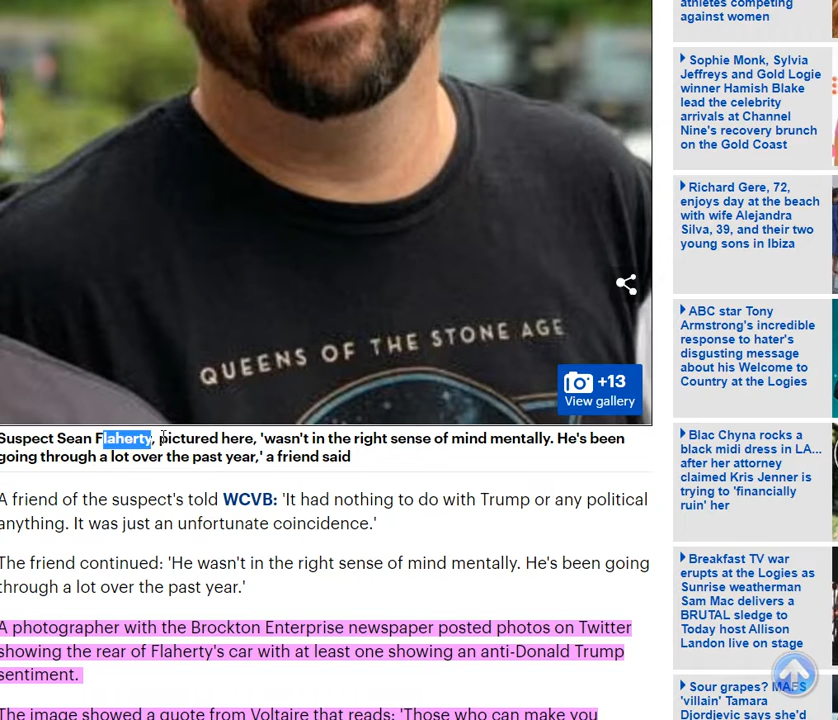 QUEENS OF THE STONE AGE
+13
View gallery
Suspect Sean Flaherty, pictured here, 'wasn't in the right sense of mind mentally. He's been
going through a lot over the past year,' a friend said
A friend of the suspect's told WCVB: 'It had nothing to do with Trump or any political
anything. It was just an unfortunate coincidence.'
The friend continued: 'He wasn't in the right sense of mind mentally. He's been going
through a lot over the past year.'
A photographer with the Brockton Enterprise newspaper posted photos on Twitter
showing the rear of Flaherty's car with at least one showing an anti-Donald Trump
sentiment.
The image showed a quote from Voltaire that reads: 'Those who can make you
athletes competing
against women
Sophie Monk, Sylvia
Jeffreys and Gold Logie
winner Hamish Blake
lead the celebrity
arrivals at Channel
Nine's recovery brunch
on the Gold Coast
Richard Gere, 72,
enjoys day at the beach
with wife Alejandra
Silva, 39, and their two
young sons in Ibiza
ABC star Tony
Armstrong's incredible
response to hater's
disgusting message
about his Welcome to
Country at the Logies
Blac Chyna rocks a
black midi dress in LA...
after her attorney
claimed Kris Jenner is
trying to 'financially
ruin' her
Breakfast TV war
erupts at the Logies as
Sunrise weatherman
Sam Mac delivers a
BRUTAL sledge to
Today host Allison
Landon live on stage
Sour grapes? MAFS
'villain' Tamara
Djordjevic says she'd